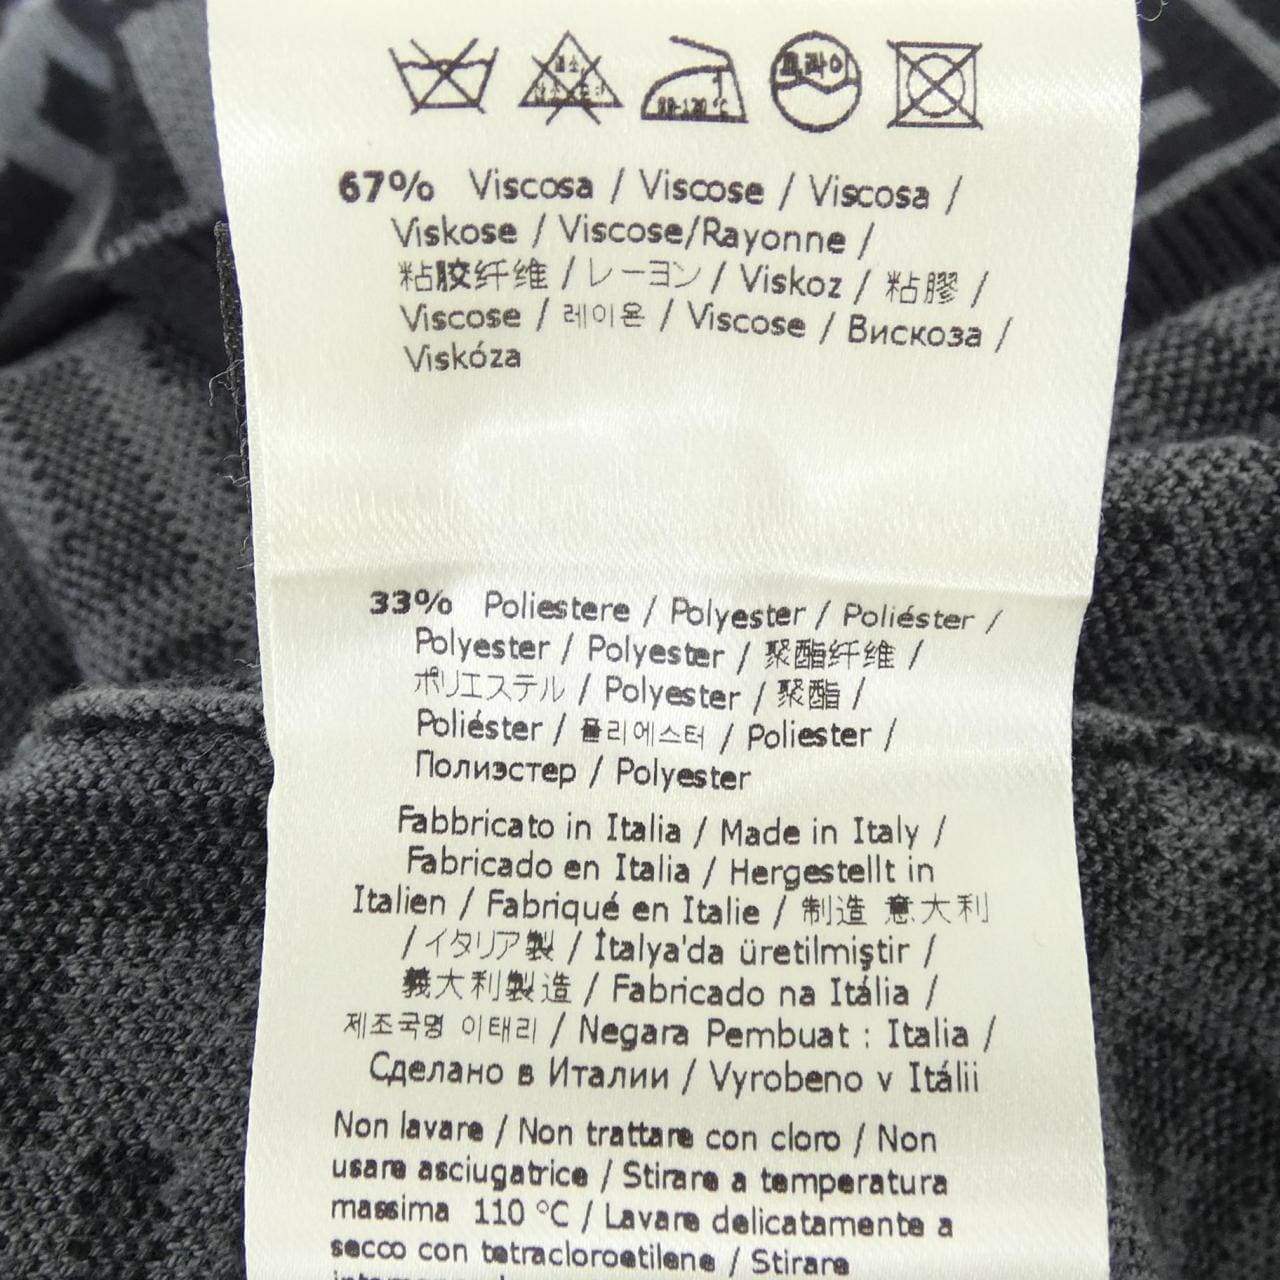 드라이
80-120℃
67% Viscosa / Viscose / Viscosa /
Viskose / Viscose/Rayonne /
粘胶纤维 / レーヨン / Viskoz / 粘膠 /
Viscose / 레이온 / Viscose / Вискоза /
Viskóza
33% Poliestere / Polyester / Poliéster /
Polyester / Polyester / 聚酯纤维 /
ポリエステル / Polyester / 聚酯 /
Poliéster / 폴리에스터 / Poliester /
Полиэстер / Polyester
Fabbricato in Italia / Made in Italy /
Fabricado en Italia / Hergestellt in
Italien / Fabriqué en Italie / 制造 意大利
/ イタリア製 / İtalya'da üretilmiştir /
義大利製造 / Fabricado na Itália /
제조국명 이태리 / Negara Pembuat : Italia /
Сделано в Италии / Vyrobeno v Itálii
Non lavare / Non trattare con cloro / Non
usare asciugatrice / Stirare a temperatura
massima 110 °C / Lavare delicatamente a
secco con tetracloroetilene / Stirare